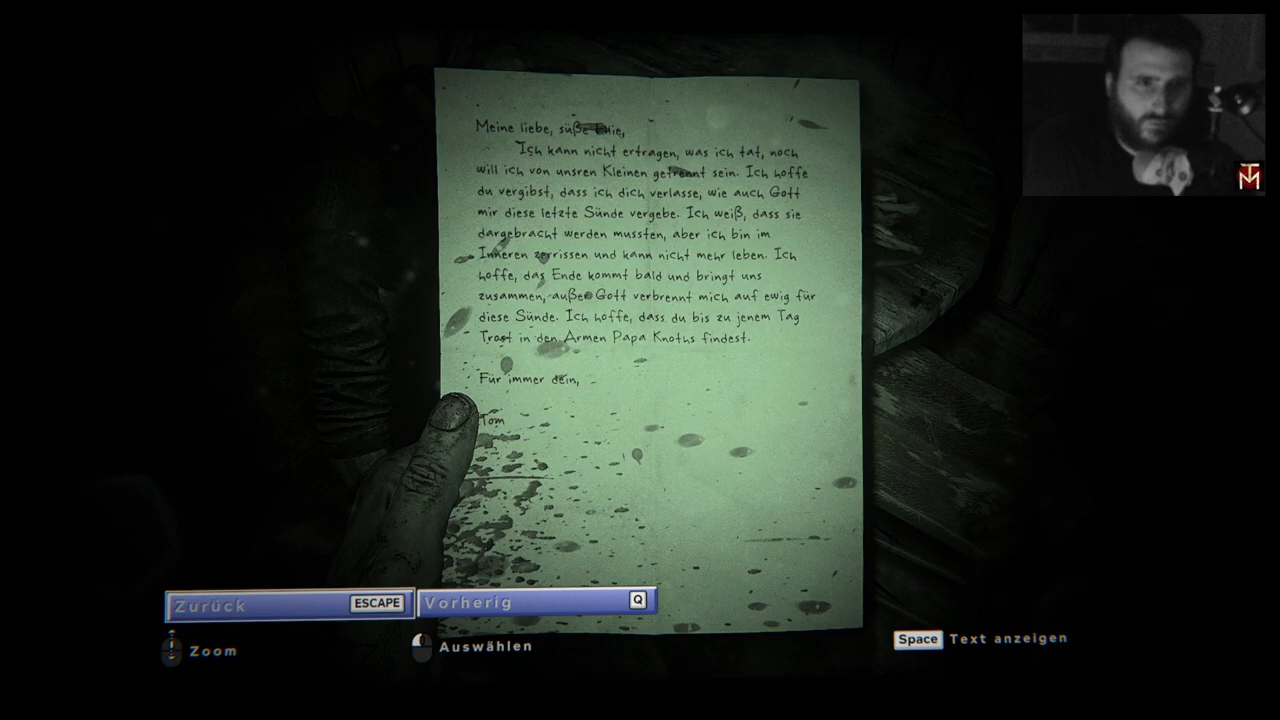 Meine liebe, süße
Ich kann nicht ertragen, was ich tat, noch
will ich von unsren Kleinen getrennt sein. Ich hoffe
du vergibst, dass ich dich verlasse, wie auch Gott
mir diese letzte Sünde vergebe. Ich weiß, dass sie
dargebracht werden mussten, aber ich bin im
Inneren zerrissen und kann nicht mehr leben. Ich
hoffe, das Ende kommt bald und bringt uns
zusammen, außer Gott verbrennt mich auf ewig für
diese Sünde. Ich hoffe, dass du bis zu jenem Tag
Trost in den Armen Papa Knoths findest.
Für immer dein,
Tom
Zurück ESCAPE Vorherig Q
Zoom Auswählen Space Text anzeigen